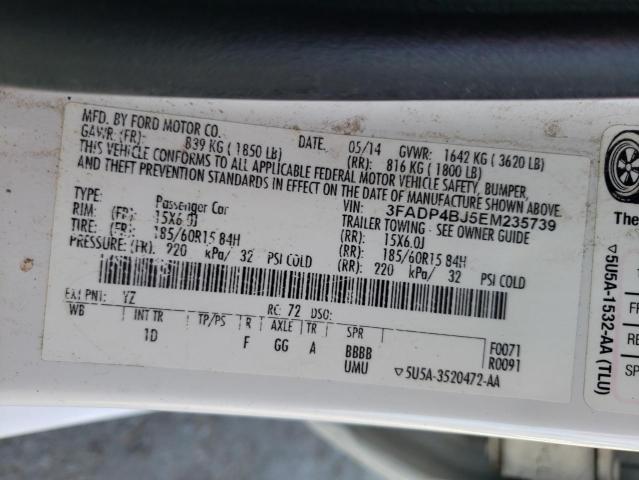 MFD. BY FORD MOTOR CO.
DATE: 05/14 GVWR: 1642 KG ( 3620 LB)
GAWR: (FR): 839 KG ( 1850 LB) (RR): 816 KG ( 1800 LB)
THIS VEHICLE CONFORMS TO ALL APPLICABLE FEDERAL MOTOR VEHICLE SAFETY, BUMPER,
AND THEFT PREVENTION STANDARDS IN EFFECT ON THE DATE OF MANUFACTURE SHOWN ABOVE.
VIN: 3FADP4BJ5EM235739
TYPE: Passenger Car TRAILER TOWING - SEE OWNER GUIDE
RIM: (FR) 15X6.0J (RR): 15X6.0J
TIRE: (FR): 185/60R15 84H (RR): 185/60R15 84H
PRESSURE: (FR): 220 kPa/ 32 PSI COLD (RR): 220 kPa/ 32 PSI COLD
EXT PNT: YZ RC: 72 DSO:
WB INT TR TP/PS R AXLE TR SPR
1D F GG A BBBB
UMU
F0071
R0091
▽5U5A-3520472-AA
The
▽5U5A-1532-AA (TLU)
FR
RE
SP